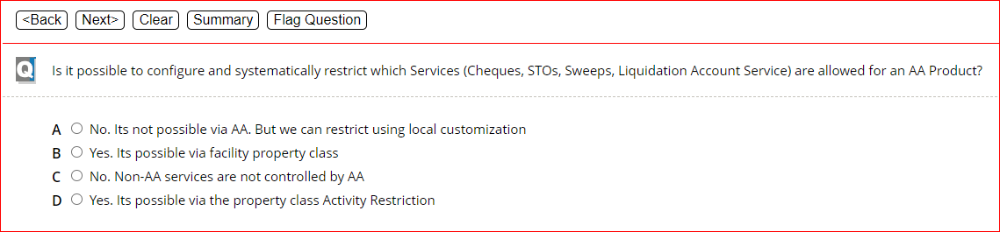 <Back Next> Clear Summary Flag Question
Q Is it possible to configure and systematically restrict which Services (Cheques, STOs, Sweeps, Liquidation Account Service) are allowed for an AA Product?
A No. Its not possible via AA. But we can restrict using local customization
B Yes. Its possible via facility property class
C No. Non-AA services are not controlled by AA
D Yes. Its possible via the property class Activity Restriction